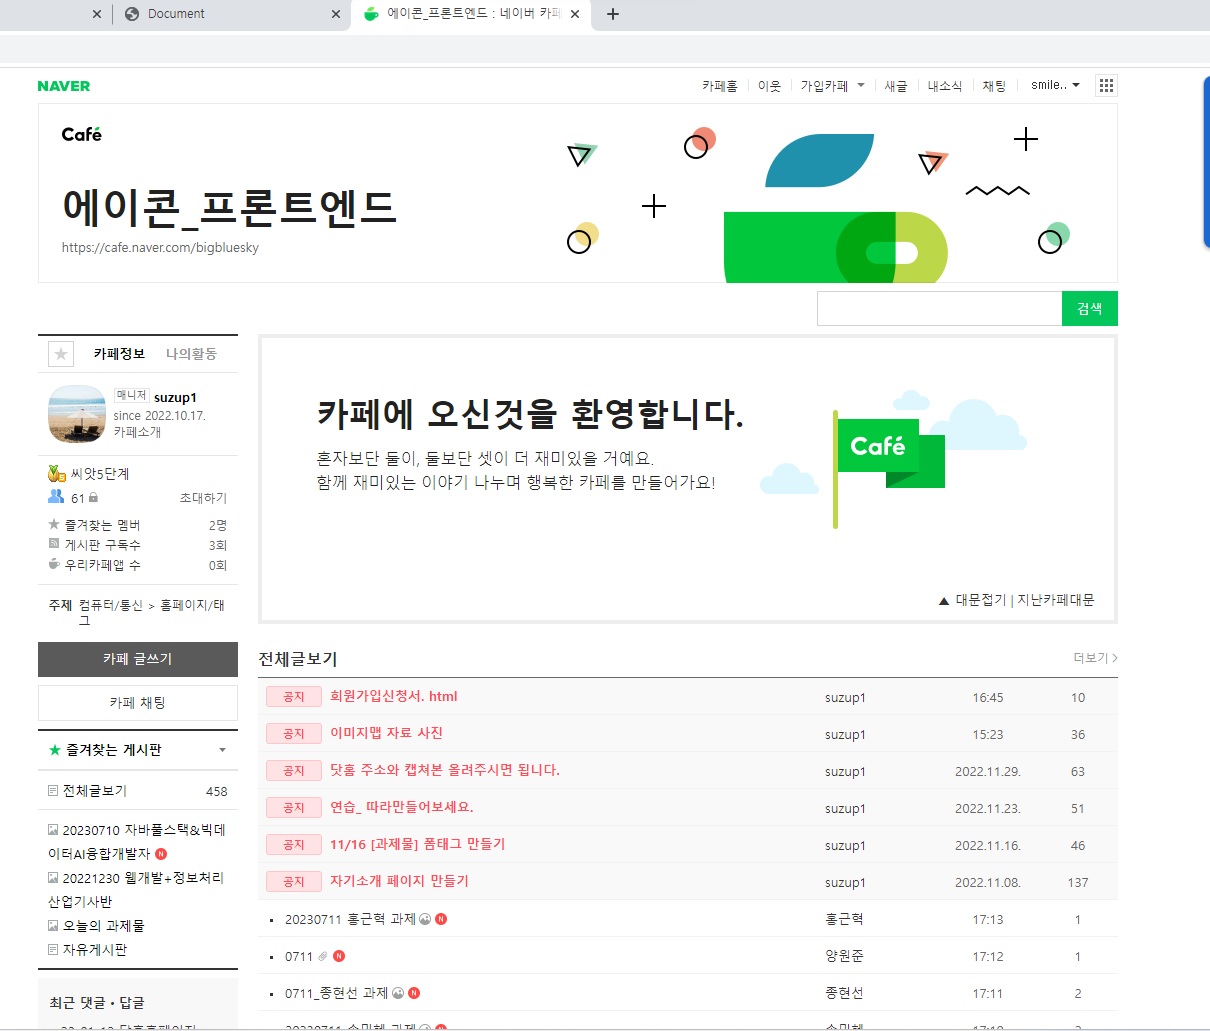 Document
에이콘_프론트엔드 : 네이버 카페
NAVER
카페홈 이웃 가입카페 새글 내소식 채팅 smile..
Café
에이콘_프론트엔드
https://cafe.naver.com/bigbluesky
검색
카페정보 나의활동
매니저 suzup1
since 2022.10.17.
카페소개
씨앗5단계
61 초대하기
즐겨찾는 멤버 2명
게시판 구독수 3회
우리카페앱 수 0회
주제 컴퓨터/통신 > 홈페이지/태
그
카페 글쓰기
카페 채팅
즐겨찾는 게시판
전체글보기 458
20230710 자바풀스택&빅데
이터AI융합개발자 N
20221230 웹개발+정보처리
산업기사반
오늘의 과제물
자유게시판
최근 댓글 · 답글
카페에 오신것을 환영합니다.
혼자보단 둘이, 둘보단 셋이 더 재미있을 거예요.
함께 재미있는 이야기 나누며 행복한 카페를 만들어가요!
Café
▲ 대문접기 | 지난카페대문
전체글보기 더보기 >
공지 회원가입신청서. html suzup1 16:45 10
공지 이미지맵 자료 사진 suzup1 15:23 36
공지 닷홈 주소와 캡쳐본 올려주시면 됩니다. suzup1 2022.11.29. 63
공지 연습_ 따라만들어보세요. suzup1 2022.11.23. 51
공지 11/16 [과제물] 폼태그 만들기 suzup1 2022.11.16. 46
공지 자기소개 페이지 만들기 suzup1 2022.11.08. 137
20230711 홍근혁 과제 N 홍근혁 17:13 1
0711 N 양원준 17:12 1
0711_종현선 과제 N 종현선 17:11 2